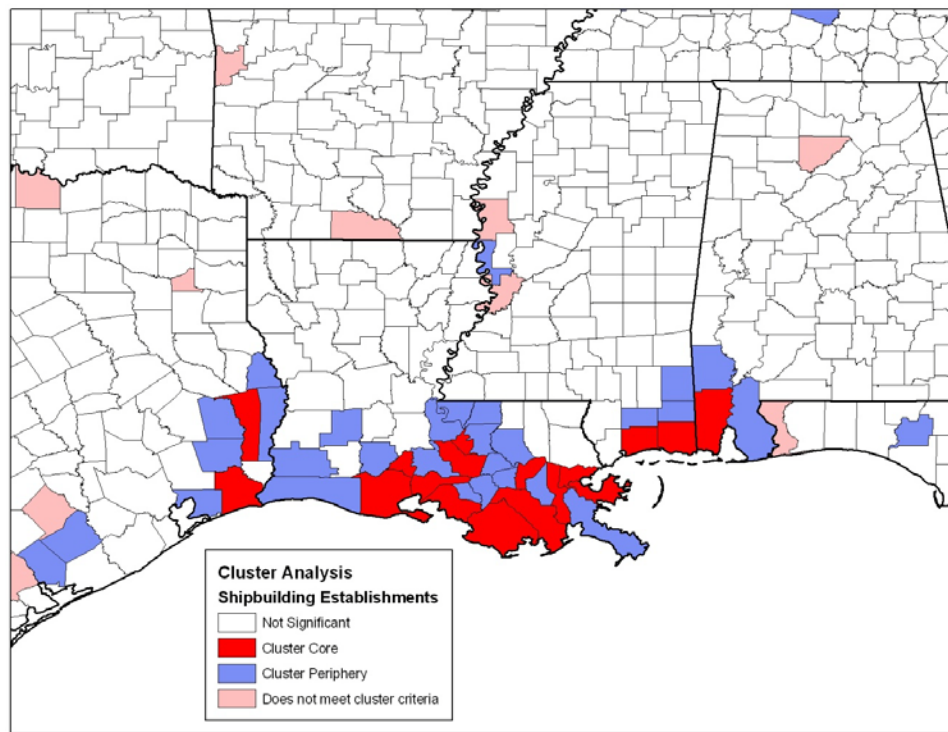 Cluster Analysis
Shipbuilding Establishments
Not Significant
Cluster Core
Cluster Periphery
Does not meet cluster criteria